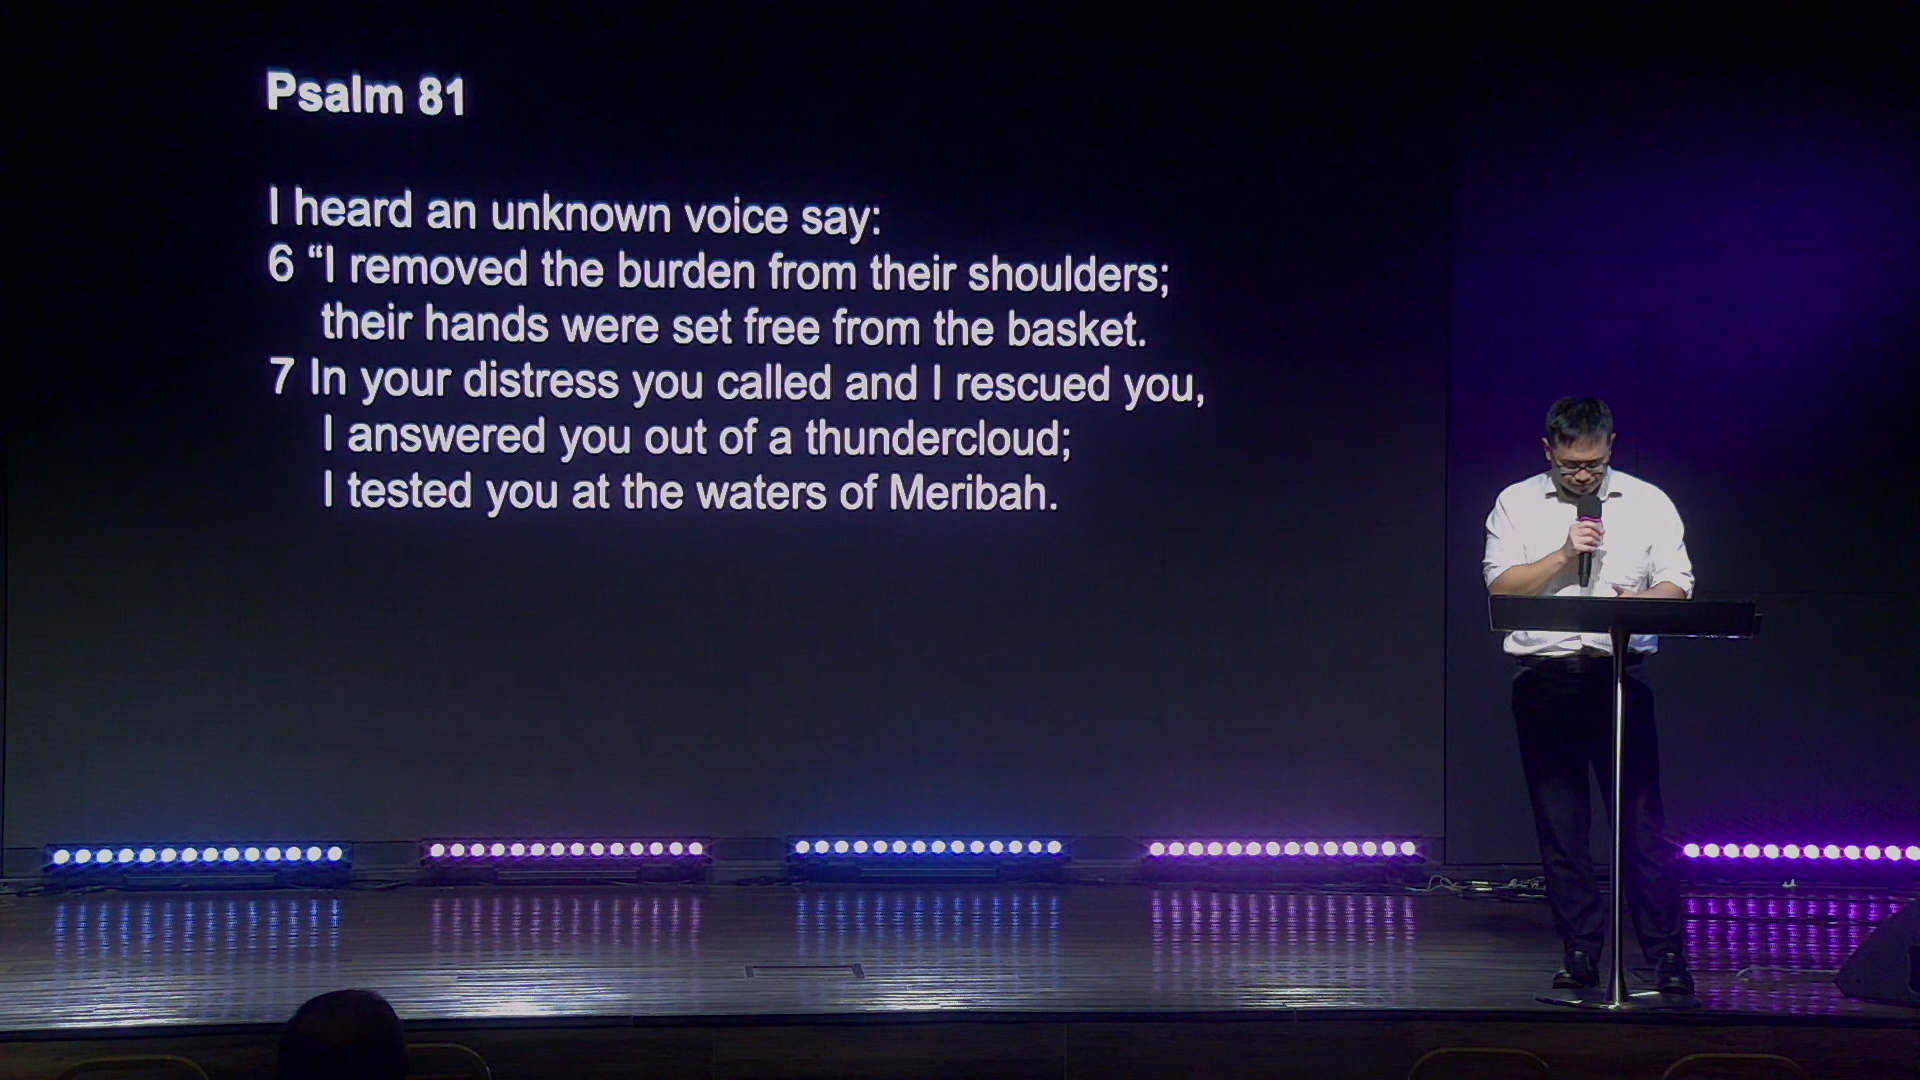 Psalm 81
I heard an unknown voice say:
6 “I removed the burden from their shoulders;
their hands were set free from the basket.
7 In your distress you called and I rescued you,
I answered you out of a thundercloud;
I tested you at the waters of Meribah.